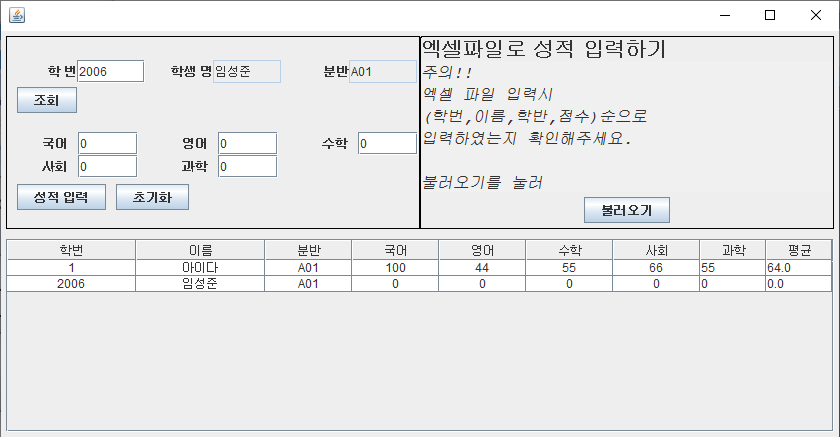 학 번 2006 학생 명 임성준 분반 A01
조회
국어 0 영어 0 수학 0
사회 0 과학 0
성적 입력 초기화
엑셀파일로 성적 입력하기
주의!!
엑셀 파일 입력시
(학번,이름,학반,점수)순으로
입력하였는지 확인해주세요.
불러오기를 눌러
불러오기
학번 이름 분반 국어 영어 수학 사회 과학 평균
1 아이다 A01 100 44 55 66 55 64.0
2006 임성준 A01 0 0 0 0 0 0.0